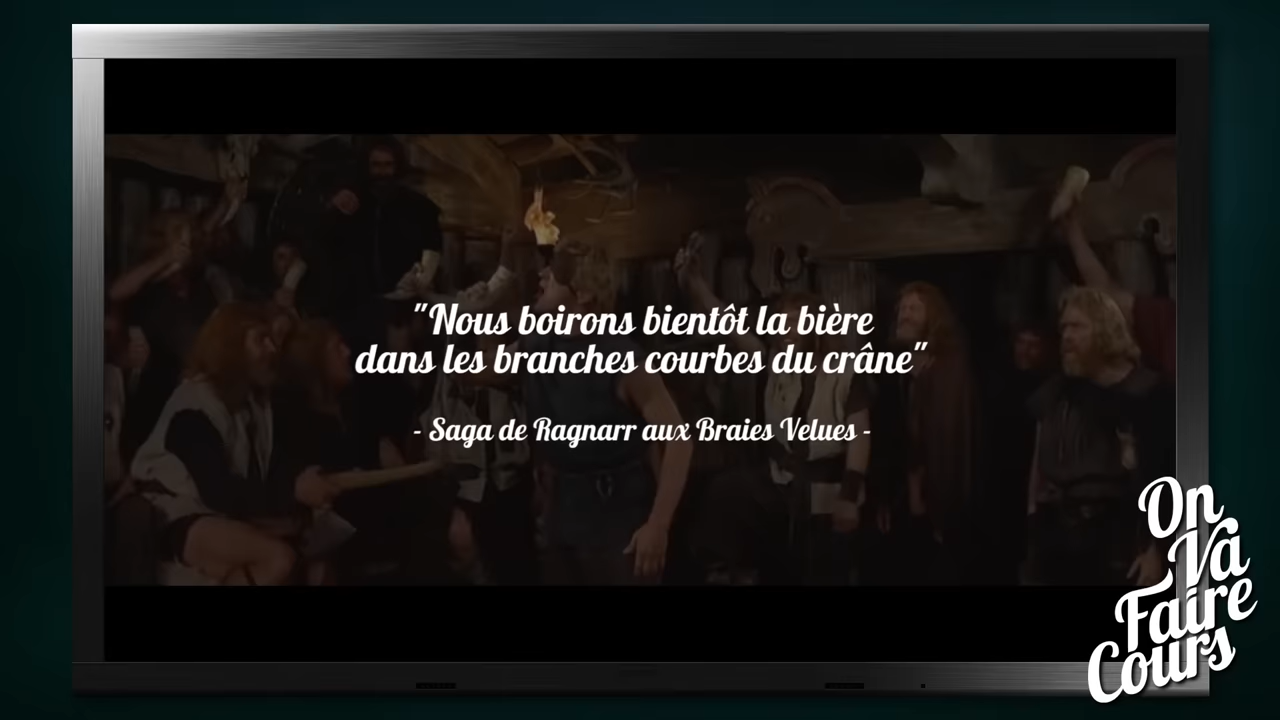 "Nous boirons bientôt la bière
dans les branches courbes du crâne"
- Saga de Ragnarr aux Braies Velues -
On
Va
Faire
Cours